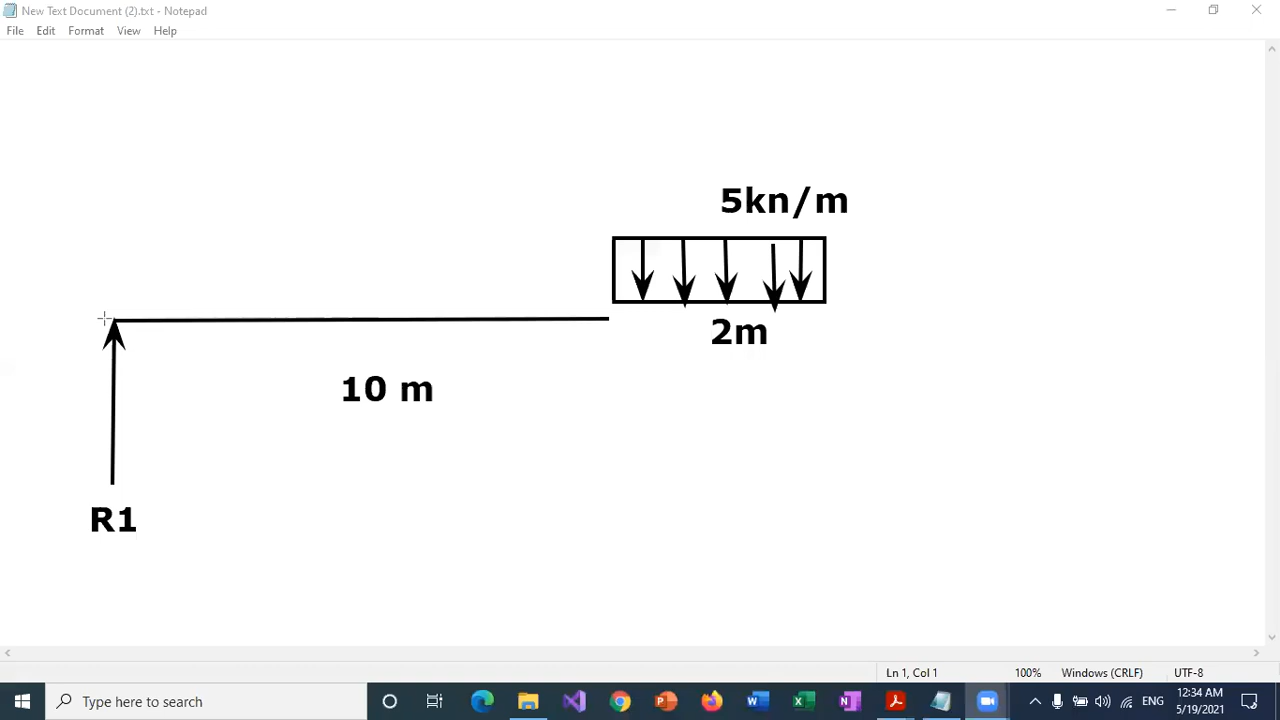 New Text Document (2).txt - Notepad
File Edit Format View Help
5kn/m
2m
10 m
R1
Ln 1, Col 1 100% Windows (CRLF) UTF-8
Type here to search
ENG
12:34 AM
5/19/2021